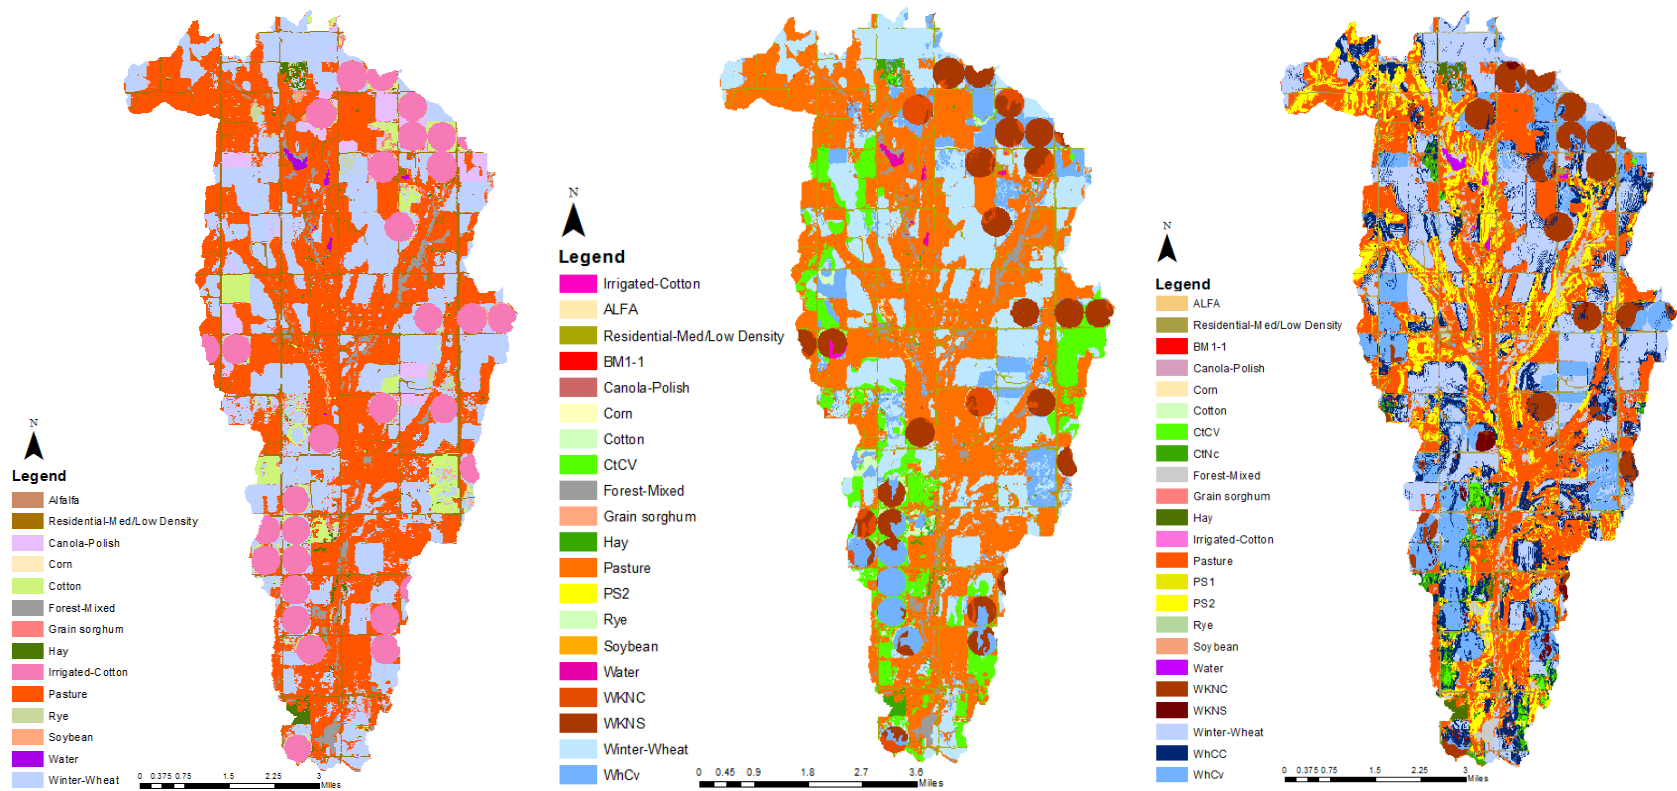 N
Legend
Alfalfa
Residential-Med/Low Density
Canola-Polish
Corn
Cotton
Forest-Mixed
Grain sorghum
Hay
Irrigated-Cotton
Pasture
Rye
Soybean
Water
Winter-Wheat
0 0.375 0.75 1.5 2.25 3
Miles
N
Legend
Irrigated-Cotton
ALFA
Residential-Med/Low Density
BM1-1
Canola-Polish
Corn
Cotton
CtCV
Forest-Mixed
Grain sorghum
Hay
Pasture
PS2
Rye
Soybean
Water
WKNC
WKNS
Winter-Wheat
WhCv
0 0.45 0.9 1.8 2.7 3.6
Miles
N
Legend
ALFA
Residential-Med/Low Density
BM1-1
Canola-Polish
Corn
Cotton
CtCV
CtNc
Forest-Mixed
Grain sorghum
Hay
Irrigated-Cotton
Pasture
PS1
PS2
Rye
Soybean
Water
WKNC
WKNS
Winter-Wheat
WhCC
WhCv
0 0.375 0.75 1.5 2.25 3
Miles